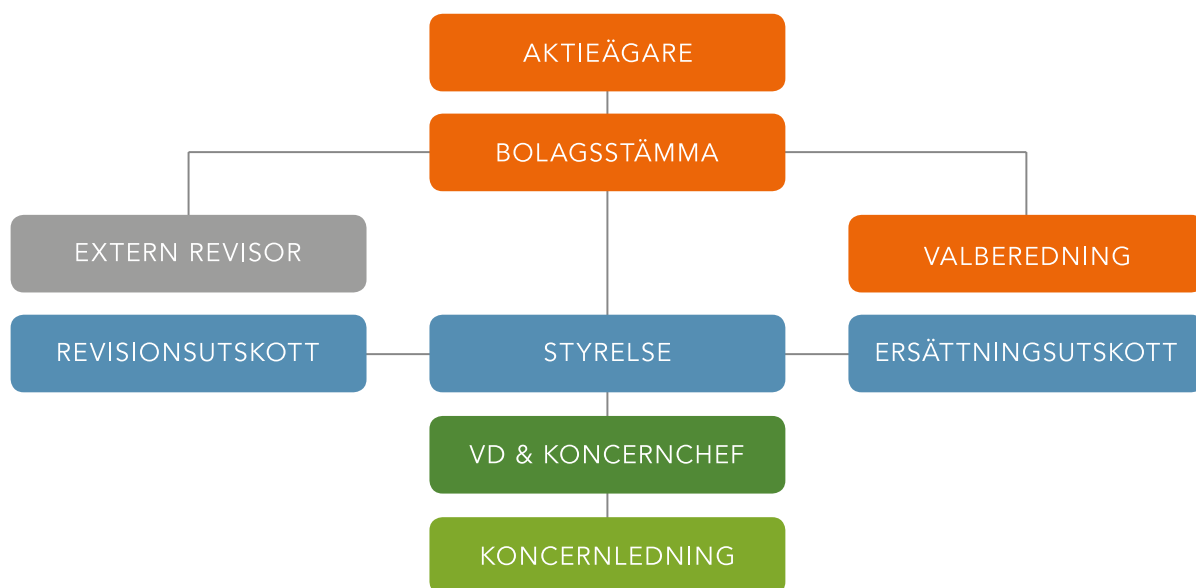 AKTIEÄGARE
BOLAGSSTÄMMA
EXTERN REVISOR
VALBEREDNING
REVISIONSUTSKOTT
STYRELSE
ERSÄTTNINGSUTSKOTT
VD & KONCERNCHEF
KONCERNLEDNING